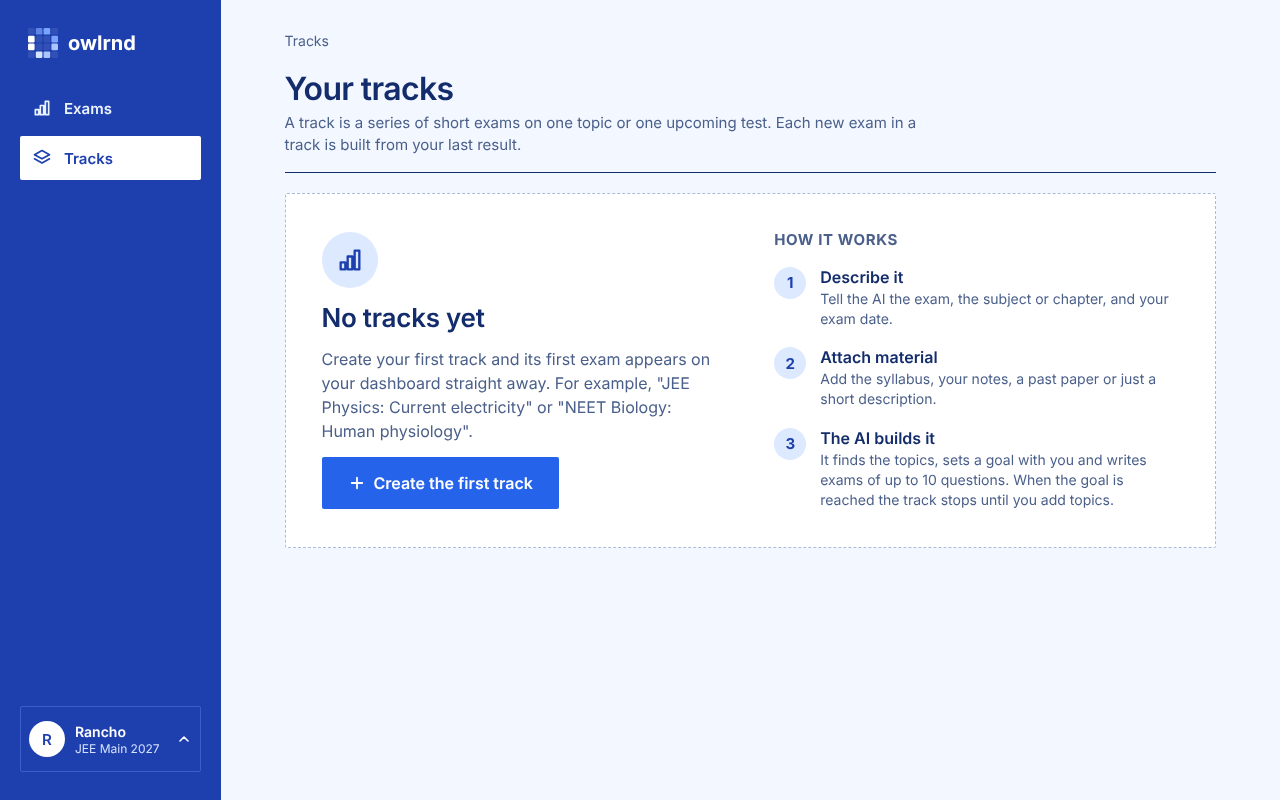 owlrnd
Exams
Tracks
Rancho
R
JEE Main 2027
Tracks
Your tracks
A track is a series of short exams on one topic or one upcoming test. Each new exam in a
track is built from your last result.
No tracks yet
Create your first track and its first exam appears on
your dashboard straight away. For example, "JEE
Physics: Current electricity" or "NEET Biology:
Human physiology".
+ Create the first track
HOW IT WORKS
1
Describe it
Tell the AI the exam, the subject or chapter, and your
exam date.
2
Attach material
Add the syllabus, your notes, a past paper or just a
short description.
3
The AI builds it
It finds the topics, sets a goal with you and writes
exams of up to 10 questions. When the goal is
reached the track stops until you add topics.